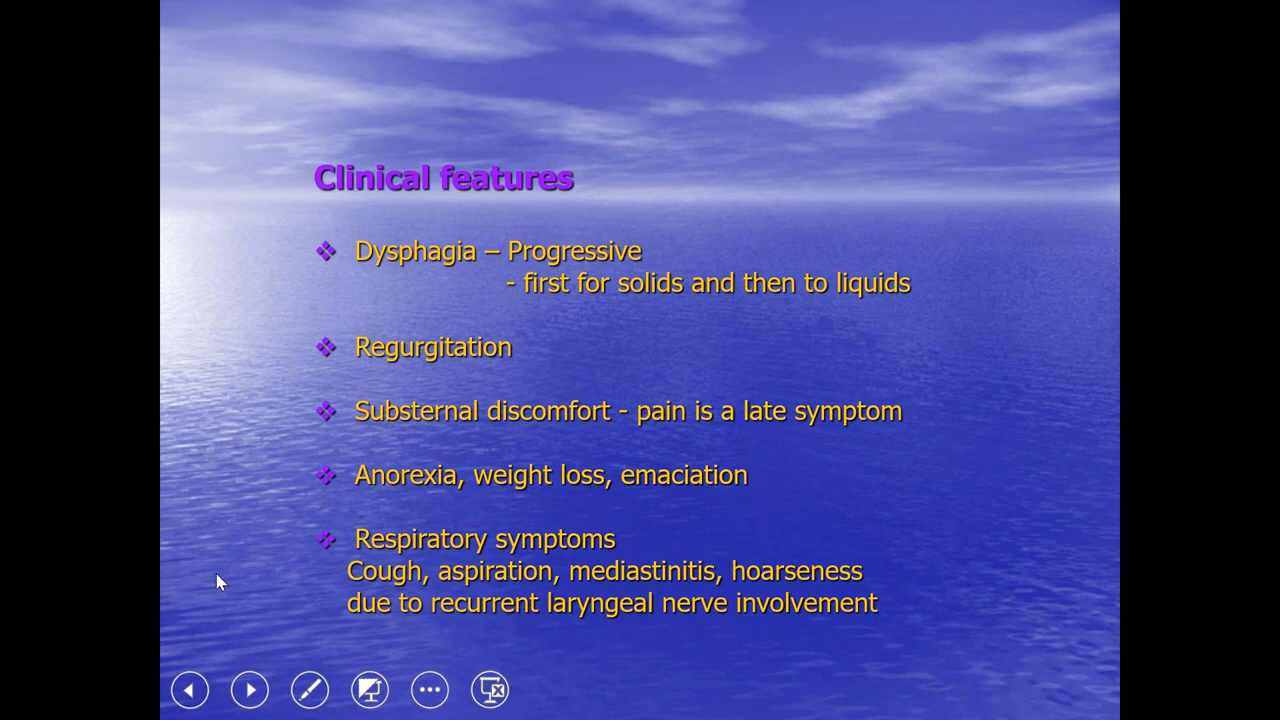 Clinical features
❖ Dysphagia – Progressive
- first for solids and then to liquids
❖ Regurgitation
❖ Substernal discomfort - pain is a late symptom
❖ Anorexia, weight loss, emaciation
❖ Respiratory symptoms
Cough, aspiration, mediastinitis, hoarseness
due to recurrent laryngeal nerve involvement